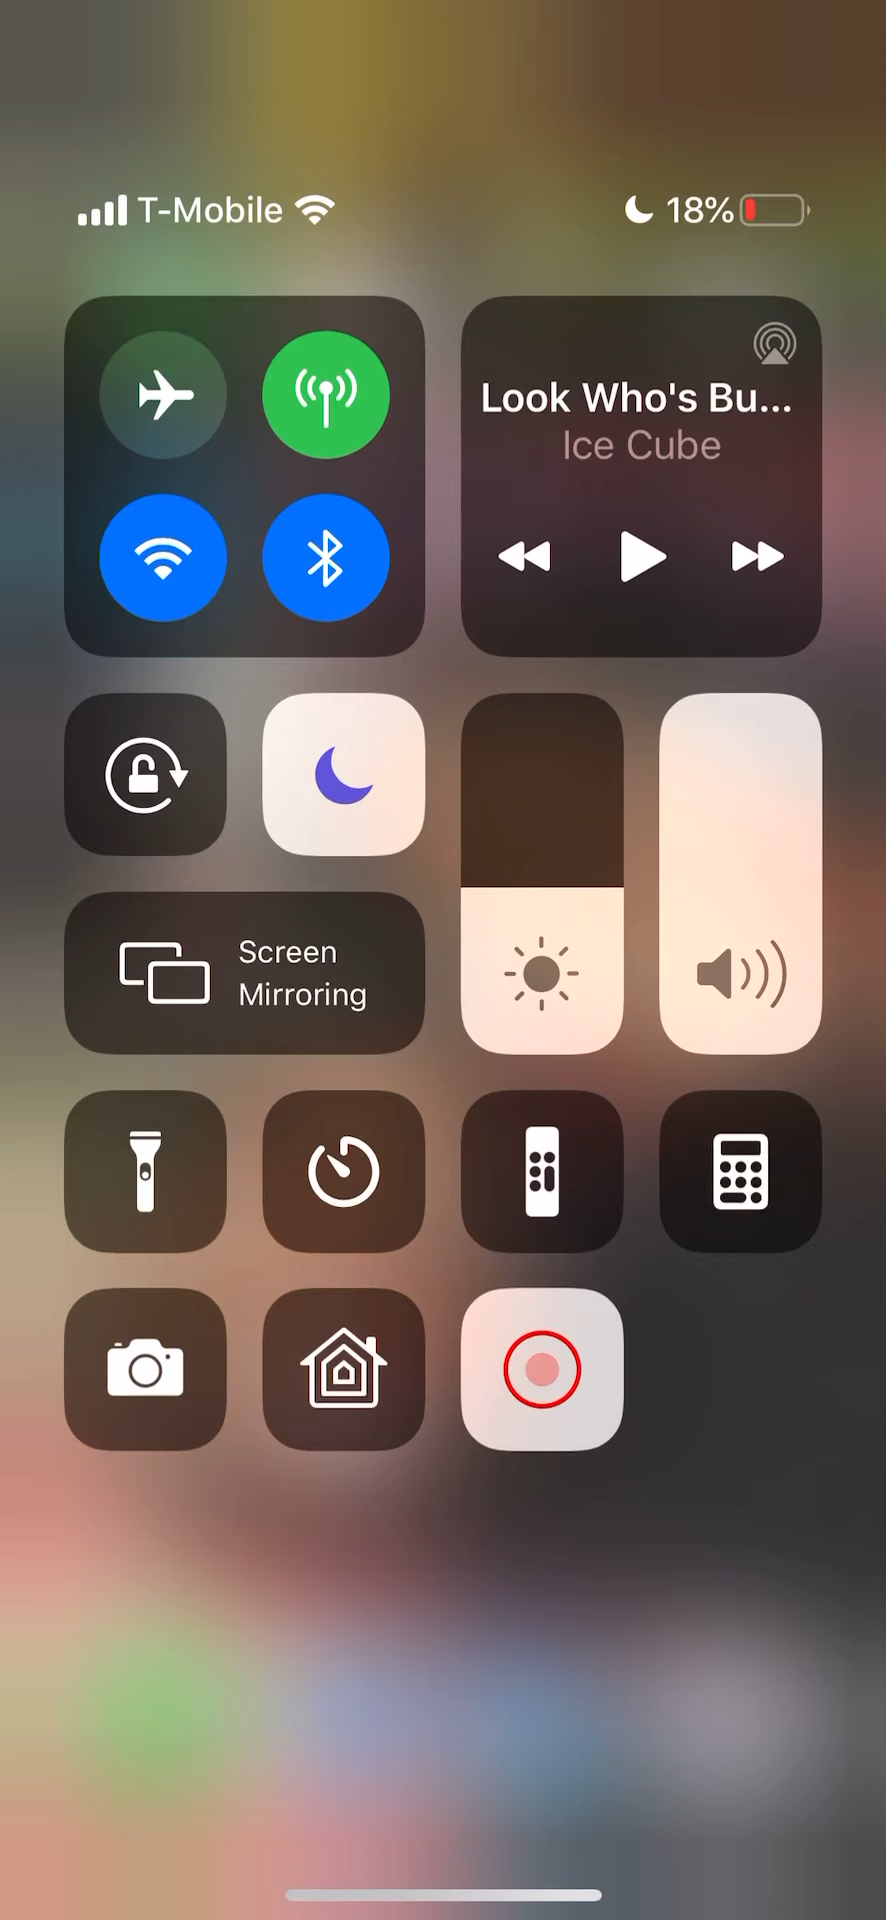 T-Mobile
18%
Look Who's Bu...
Ice Cube
Screen
Mirroring